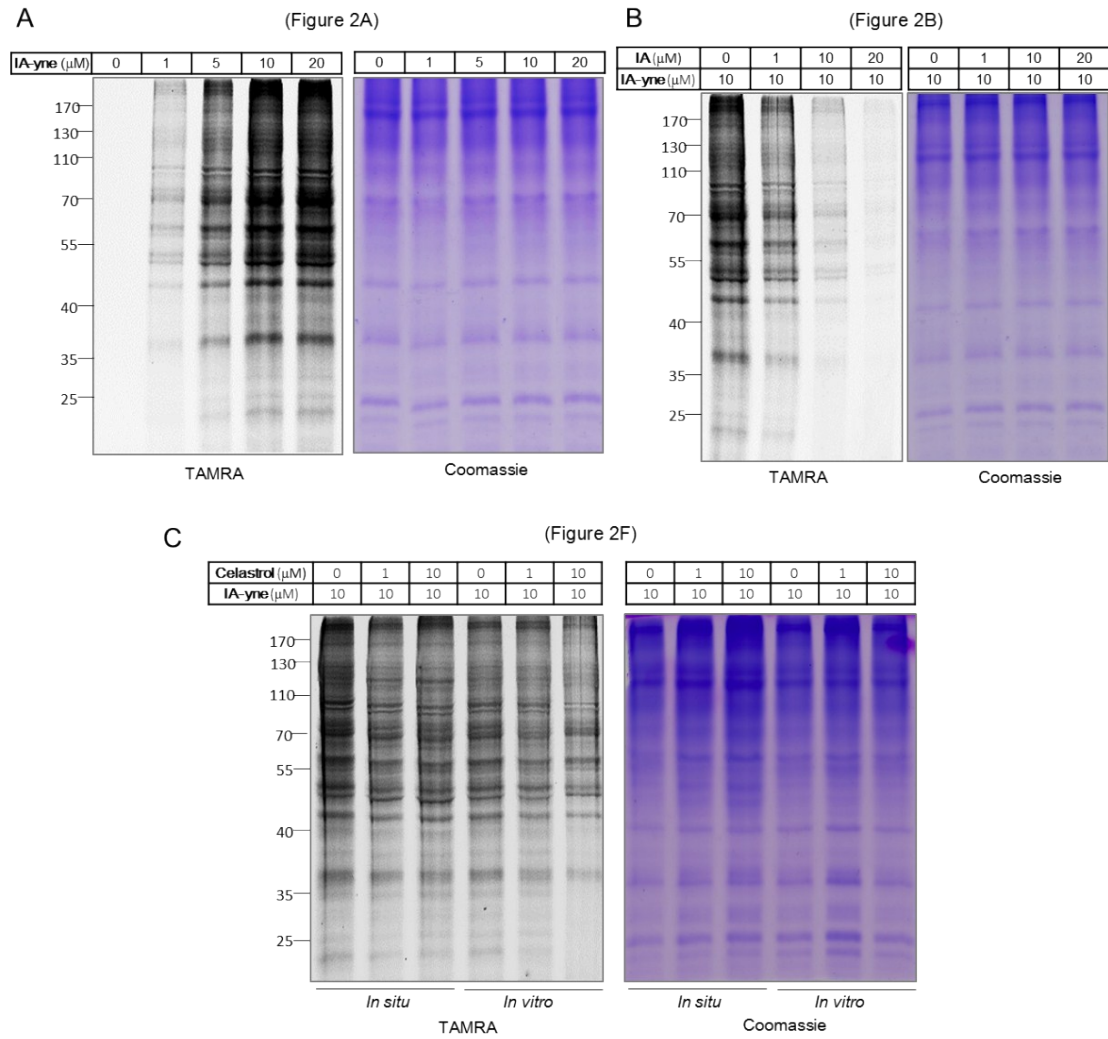 A
(Figure 2A)
IA-yne (μM) 0 1 5 10 20
0 1 5 10 20
170
130
110
70
55
40
35
25
TAMRA
Coomassie
B
(Figure 2B)
IA (μM) 0 1 10 20
IA-yne (μM) 10 10 10 10
0 1 10 20
10 10 10 10
170
130
110
70
55
40
35
25
TAMRA
Coomassie
C
(Figure 2F)
Celastrol (μM) 0 1 10 0 1 10
IA-yne (μM) 10 10 10 10 10 10
0 1 10 0 1 10
10 10 10 10 10 10
170
130
110
70
55
40
35
25
In situ In vitro
TAMRA
In situ In vitro
Coomassie